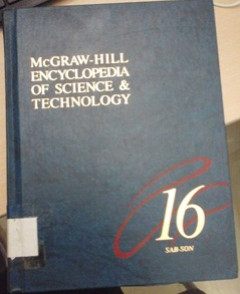 McGRAW-HILL
ENCYCLOPEDIA
OF SCIENCE &
TECHNOLOGY
16
SAB-SON